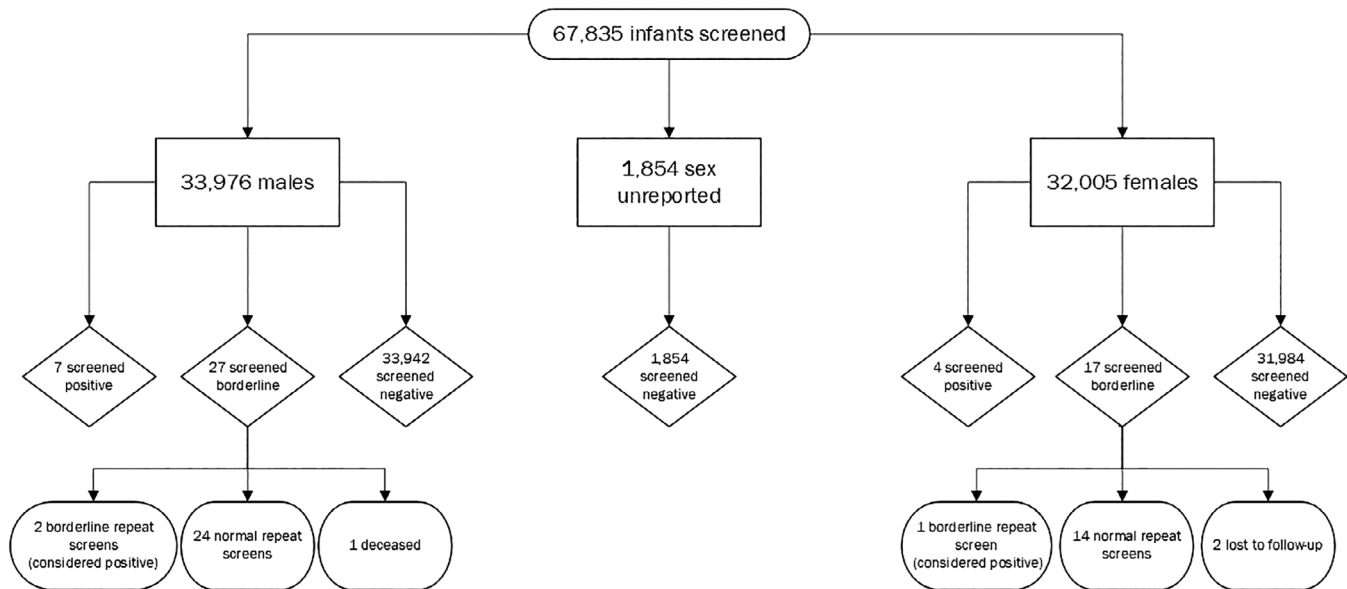 67,835 infants screened
33,976 males
1,854 sex
unreported
32,005 females
7 screened
positive
27 screened
borderline
33,942
screened
negative
1,854
screened
negative
4 screened
positive
17 screened
borderline
31,984
screened
negative
2 borderline repeat
screens
(considered positive)
24 normal repeat
screens
1 deceased
1 borderline repeat
screen
(considered positive)
14 normal repeat
screens
2 lost to follow-up